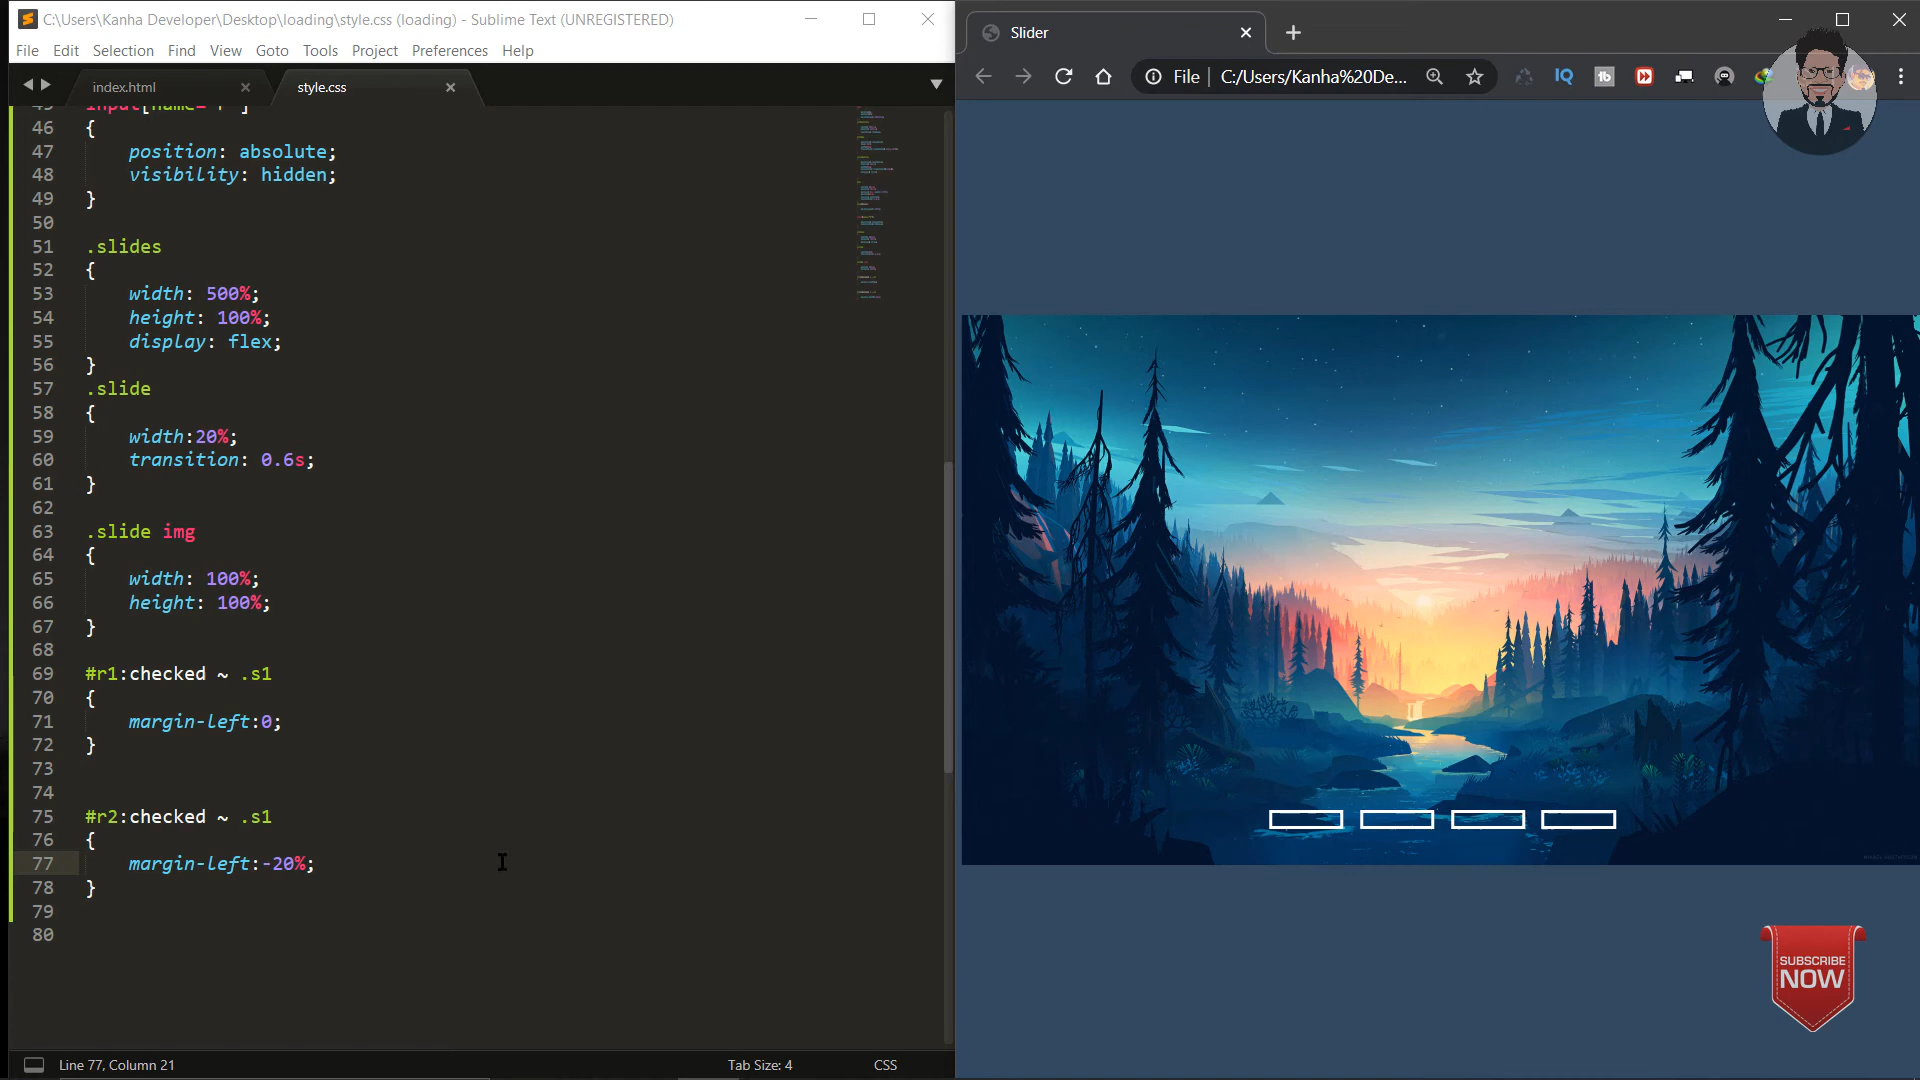 C:\Users\Kanha Developer\Desktop\loading\style.css (loading) - Sublime Text (UNREGISTERED)
File Edit Selection Find View Goto Tools Project Preferences Help
index.html style.css
46 {
47 position: absolute;
48 visibility: hidden;
49 }
50
51 .slides
52 {
53 width: 500%;
54 height: 100%;
55 display: flex;
56 }
57 .slide
58 {
59 width:20%;
60 transition: 0.6s;
61 }
62
63 .slide img
64 {
65 width: 100%;
66 height: 100%;
67 }
68
69 #r1:checked ~ .s1
70 {
71 margin-left:0;
72 }
73
74
75 #r2:checked ~ .s1
76 {
77 margin-left:-20%;
78 }
79
80
Line 77, Column 21 Tab Size: 4 CSS
Slider
File C:/Users/Kanha%20De...
IQ
SUBSCRIBE
NOW